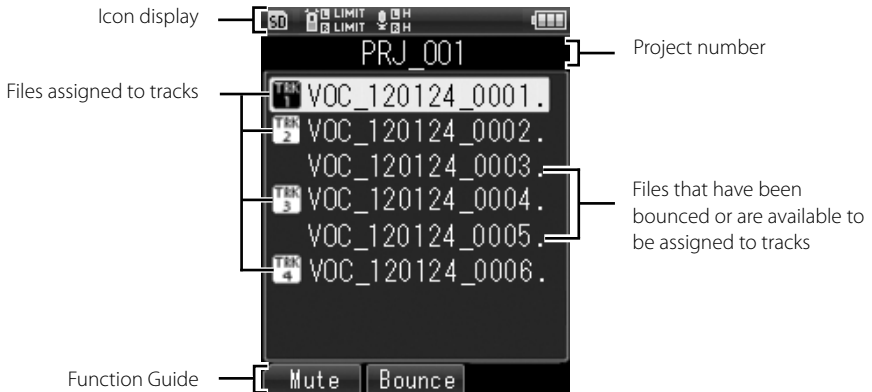 Icon display
SD L LIMIT R LIMIT L H R H
PRJ_001
Project number
Files assigned to tracks
TRK 1 VOC_120124_0001.
TRK 2 VOC_120124_0002.
VOC_120124_0003.
TRK 3 VOC_120124_0004.
VOC_120124_0005.
TRK 4 VOC_120124_0006.
Files that have been
bounced or are available to
be assigned to tracks
Function Guide
Mute Bounce